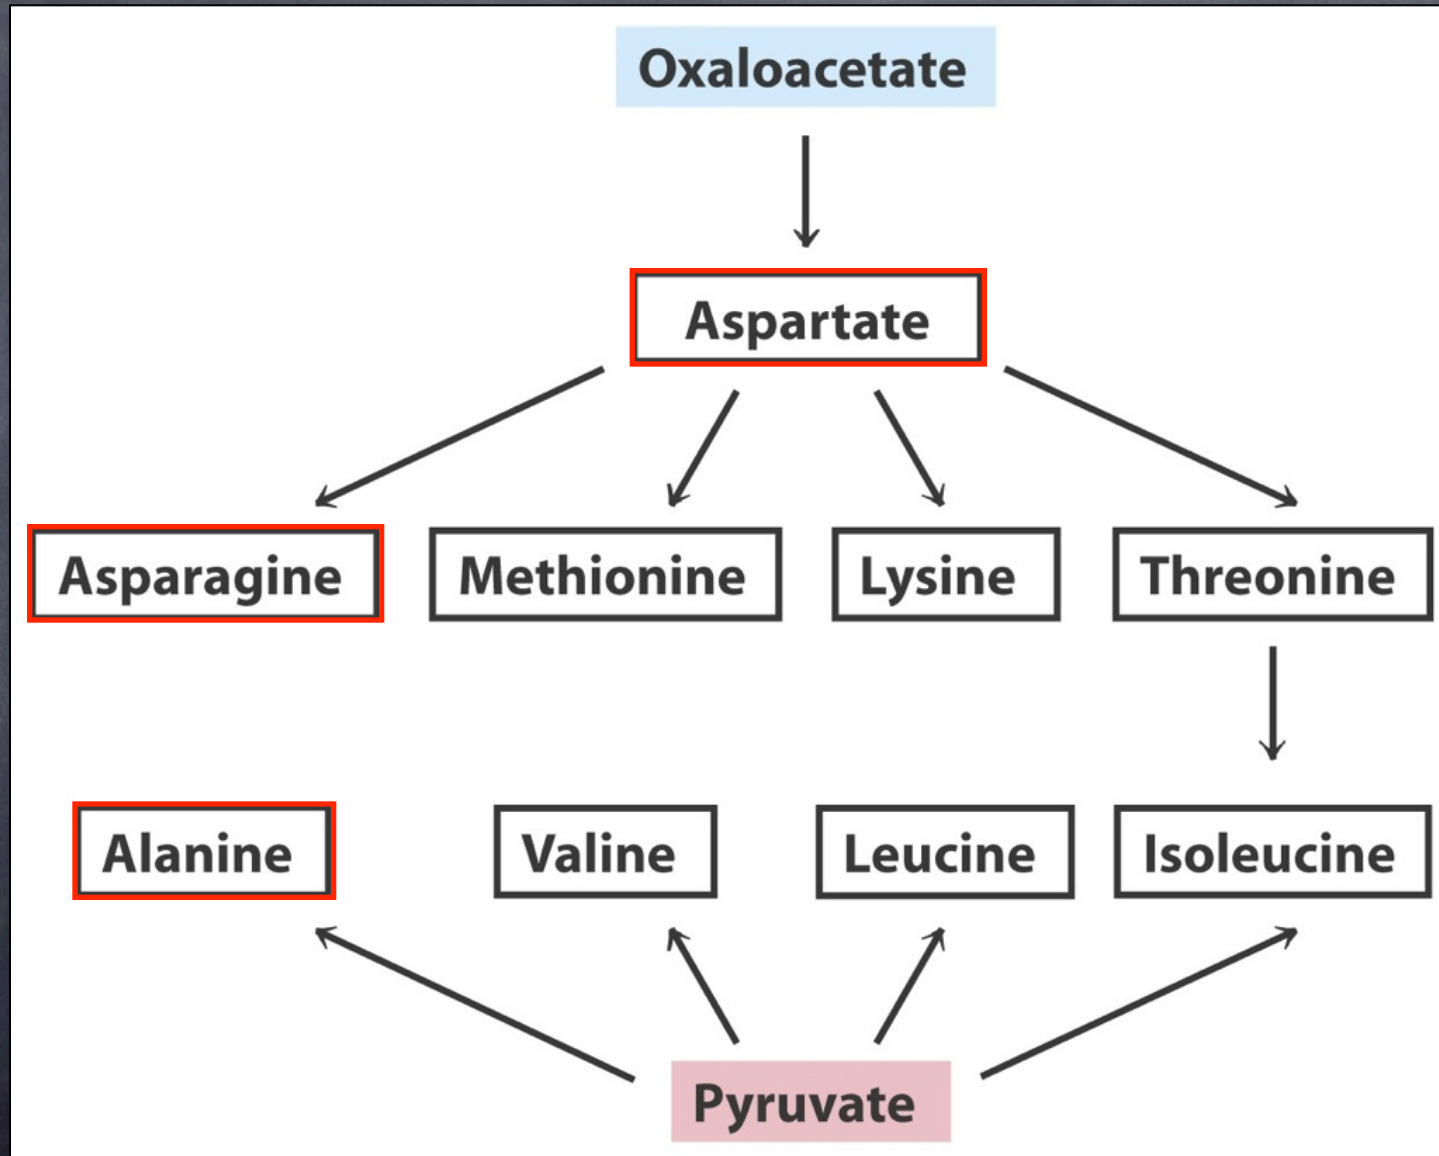 Oxaloacetate
Aspartate
Asparagine
Methionine
Lysine
Threonine
Alanine
Valine
Leucine
Isoleucine
Pyruvate